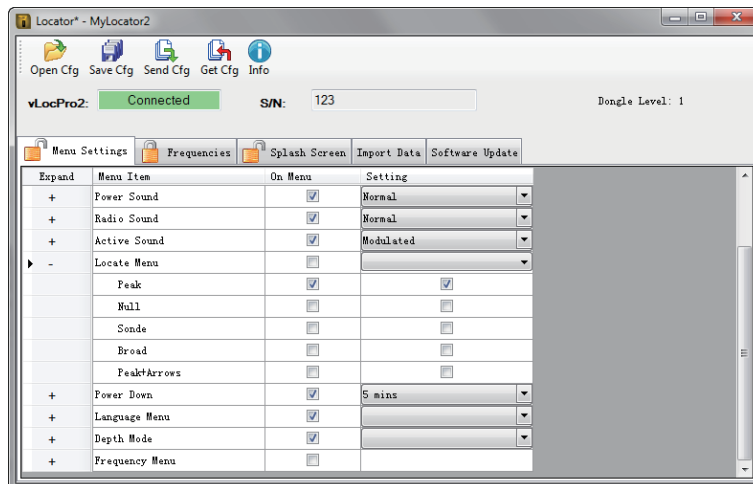 Locator* - MyLocator2
Open Cfg Save Cfg Send Cfg Get Cfg Info
vLocPro2: Connected S/N: 123 Dongle Level: 1
Menu Settings Frequencies Splash Screen Import Data Software Update
Expand Menu Item On Menu Setting
+ Power Sound Normal
+ Radio Sound Normal
+ Active Sound Modulated
- Locate Menu
Peak
Null
Sonde
Broad
Peak+Arrows
+ Power Down 5 mins
+ Language Menu
+ Depth Mode
+ Frequency Menu